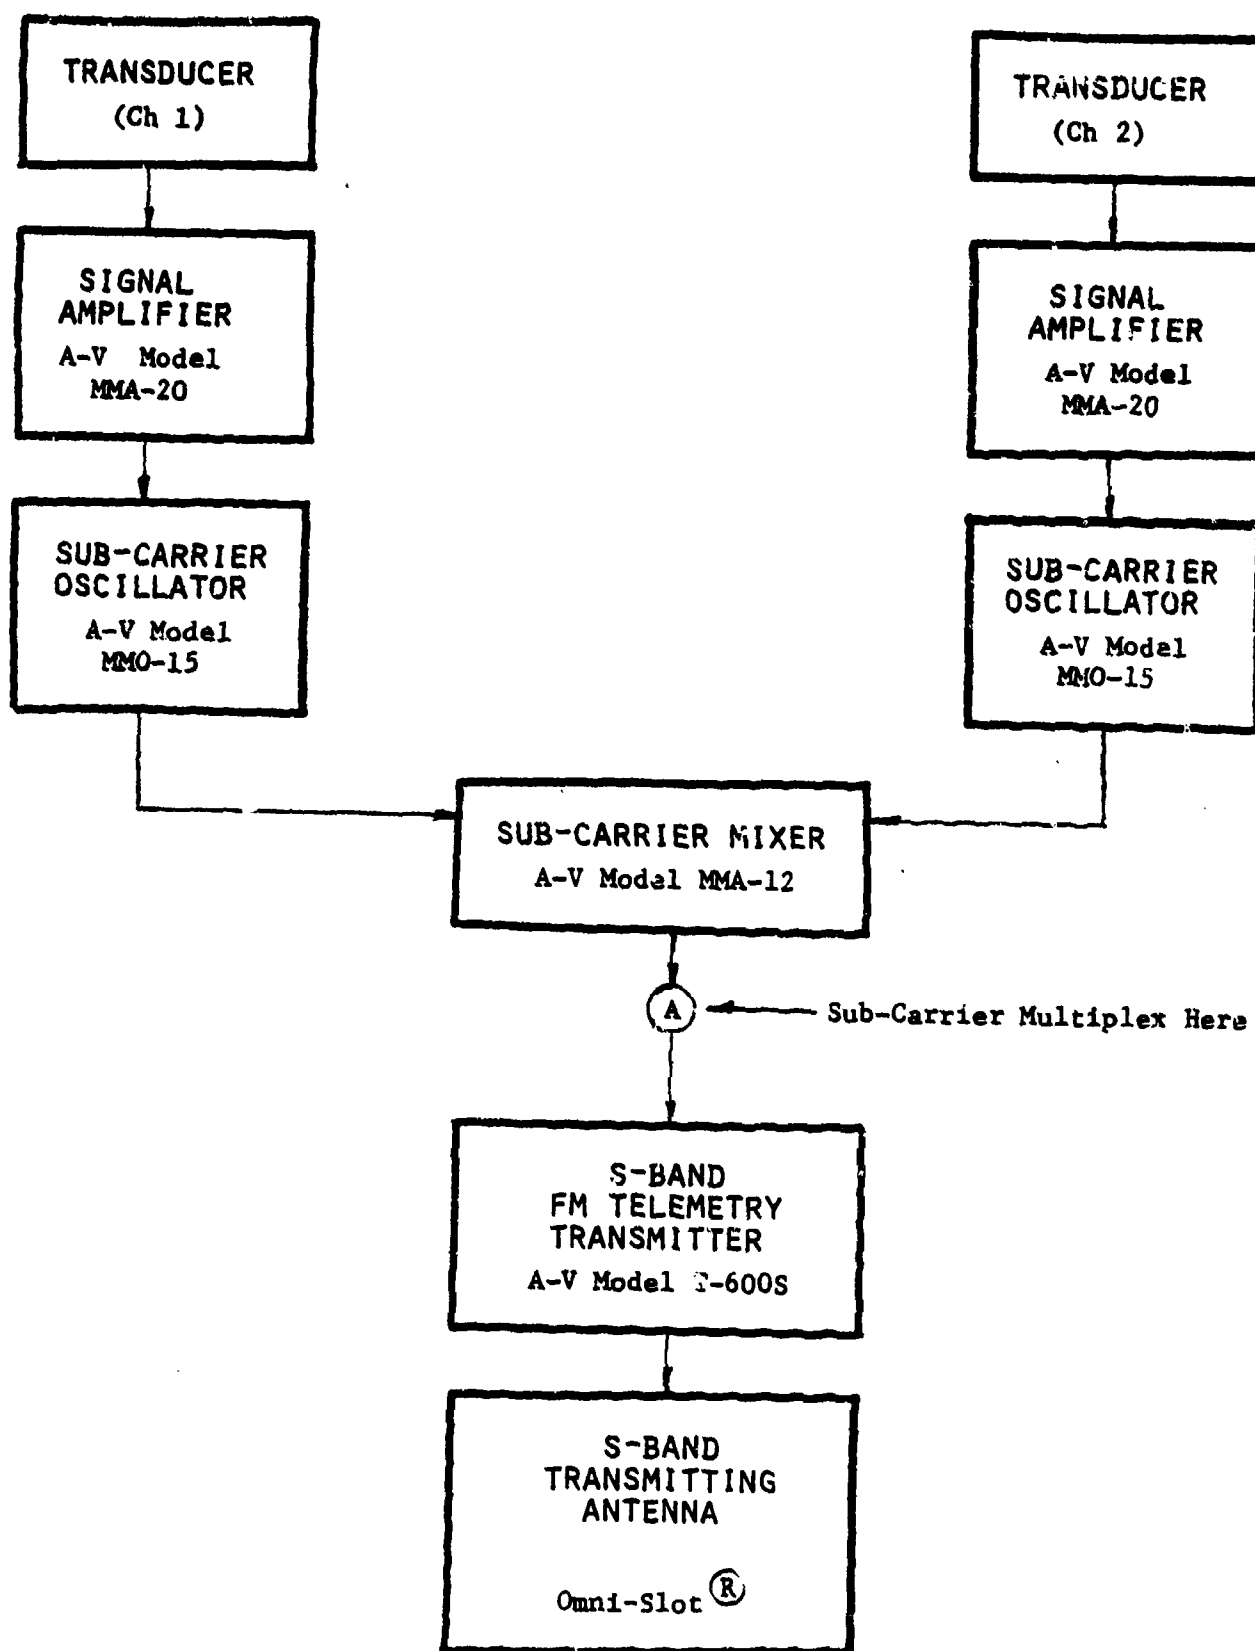 TRANSDUCER
(Ch 1)
SIGNAL
AMPLIFIER
A-V Model
MMA-20
SUB-CARRIER
OSCILLATOR
A-V Model
MMO-15
TRANSDUCER
(Ch 2)
SIGNAL
AMPLIFIER
A-V Model
MMA-20
SUB-CARRIER
OSCILLATOR
A-V Model
MMO-15
SUB-CARRIER MIXER
A-V Model MMA-12
A
Sub-Carrier Multiplex Here
S-BAND
FM TELEMETRY
TRANSMITTER
A-V Model T-600S
S-BAND
TRANSMITTING
ANTENNA
Omni-Slot ®